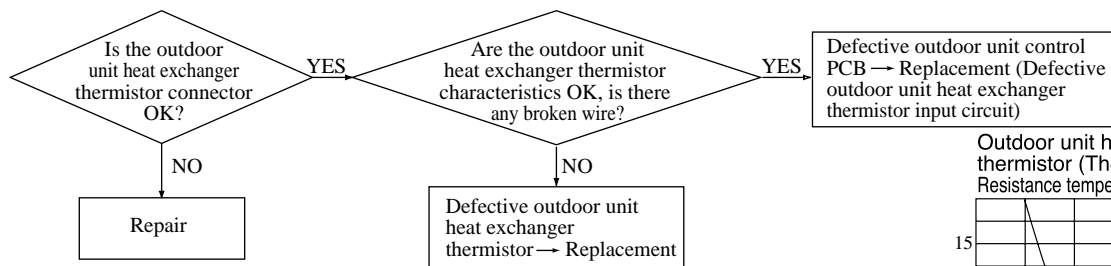 Is the outdoor
unit heat exchanger
thermistor connector
OK?
YES
Are the outdoor unit
heat exchanger thermistor
characteristics OK, is there
any broken wire?
YES
Defective outdoor unit control
PCB → Replacement (Defective
outdoor unit heat exchanger
thermistor input circuit)
NO
Repair
NO
Defective outdoor unit
heat exchanger
thermistor → Replacement
Outdoor unit h
thermistor (Th
Resistance tempe
15